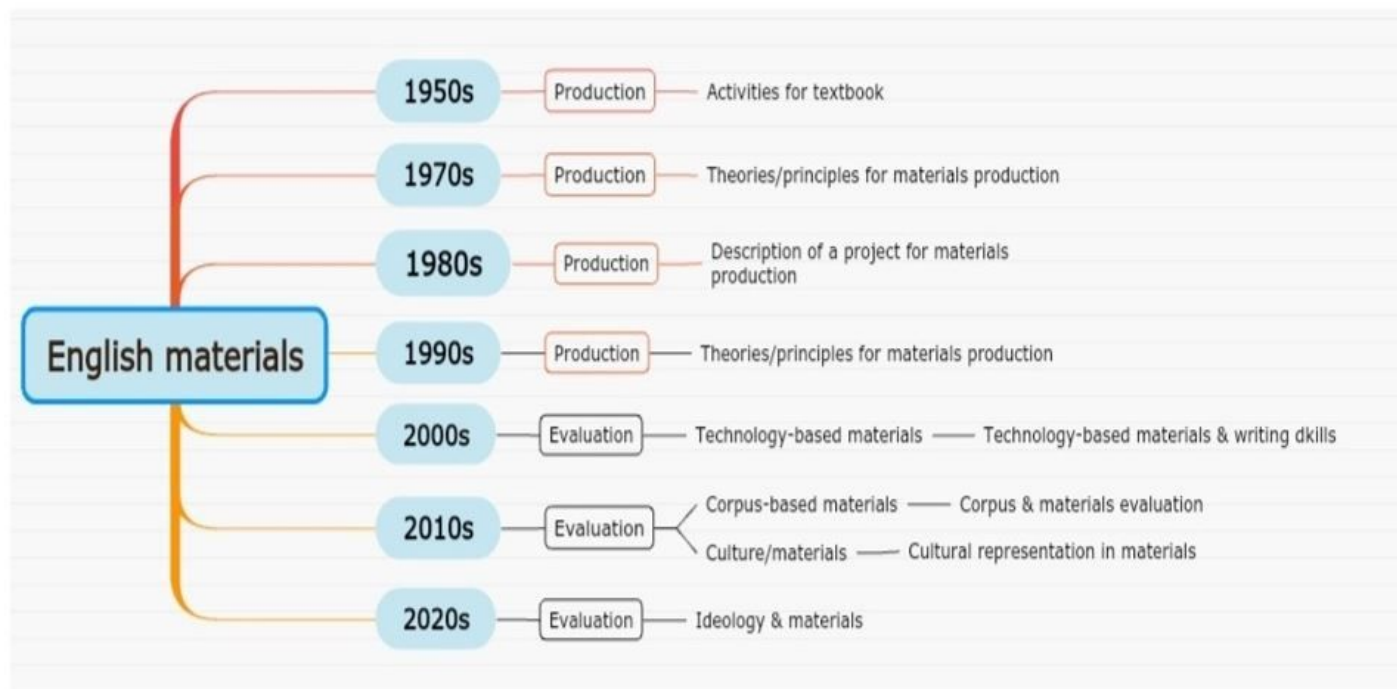 1950s
Production
Activities for textbook
1970s
Production
Theories/principles for materials production
1980s
Production
Description of a project for materials
production
English materials
1990s
Production
Theories/principles for materials production
2000s
Evaluation
Technology-based materials
Technology-based materials & writing dkills
2010s
Evaluation
Corpus-based materials
Corpus & materials evaluation
Culture/materials
Cultural representation in materials
2020s
Evaluation
Ideology & materials